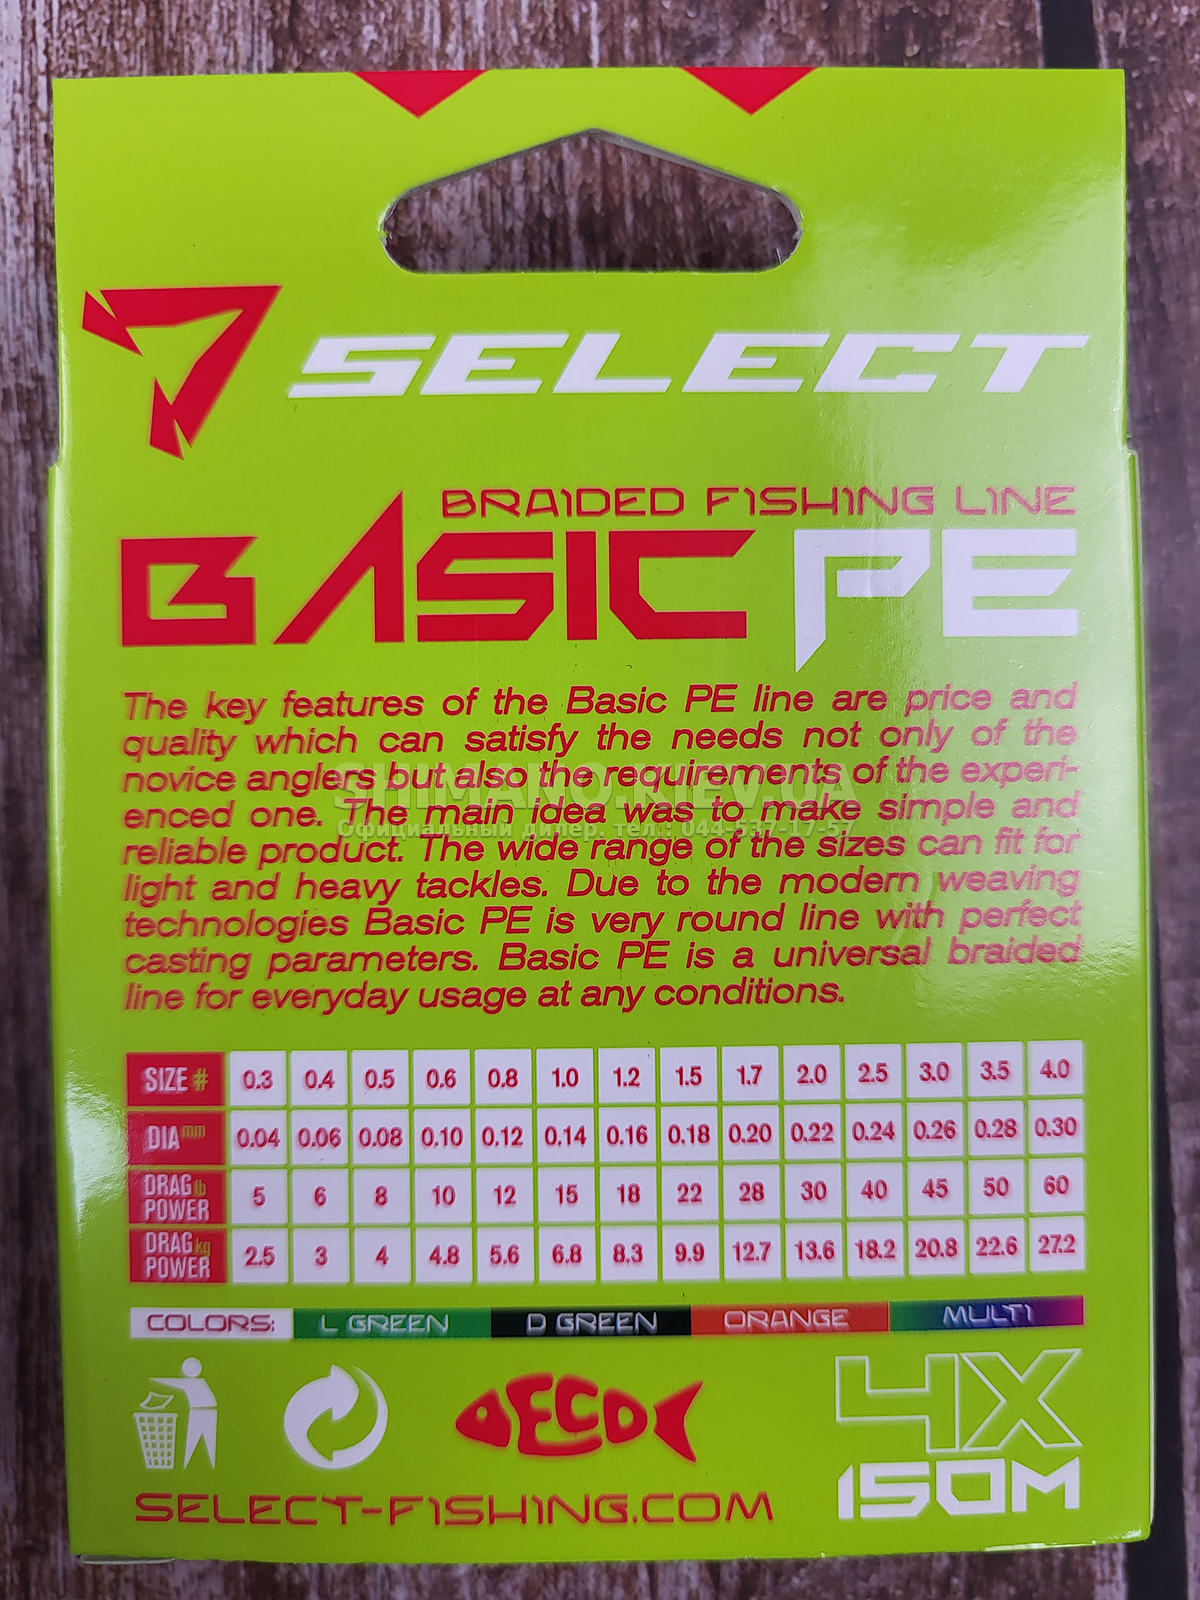 SELECT
BRAIDED FISHING LINE
BASIC PE
The key features of the Basic PE line are price and
quality which can satisfy the needs not only of the
novice anglers but also the requirements of the experi-
enced one. The main idea was to make simple and
reliable product. The wide range of the sizes can fit for
light and heavy tackles. Due to the modern weaving
technologies Basic PE is very round line with perfect
casting parameters. Basic PE is a universal braided
line for everyday usage at any conditions.
SHIMANO.KIEV.UA
Официальный дилер. тел.: 044-537-17-57
SIZE # 0.3 0.4 0.5 0.6 0.8 1.0 1.2 1.5 1.7 2.0 2.5 3.0 3.5 4.0
DIA mm 0.04 0.06 0.08 0.10 0.12 0.14 0.16 0.18 0.20 0.22 0.24 0.26 0.28 0.30
DRAG lb POWER 5 6 8 10 12 15 18 22 28 30 40 45 50 60
DRAG kg POWER 2.5 3 4 4.8 5.6 6.8 8.3 9.9 12.7 13.6 18.2 20.8 22.6 27.2
COLORS: L GREEN D GREEN ORANGE MULTI
ECO
4X
150M
SELECT-FISHING.COM